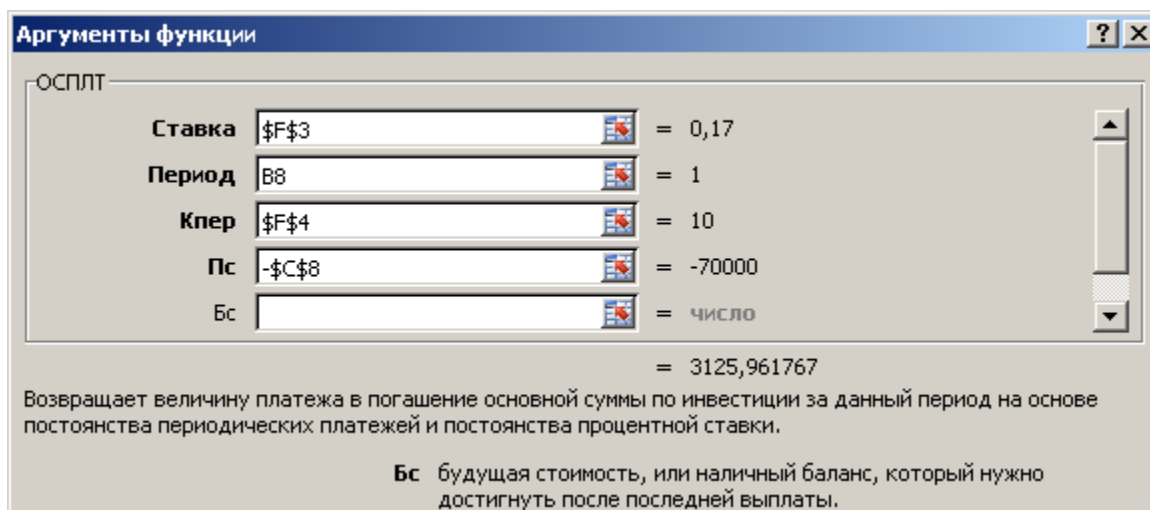 Аргументы функции
ОСПЛТ
Ставка $F$3 = 0,17
Период B8 = 1
Кпер $F$4 = 10
Пс -$C$8 = -70000
Бс = число
= 3125,961767
Возвращает величину платежа в погашение основной суммы по инвестиции за данный период на основе
постоянства периодических платежей и постоянства процентной ставки.
Бс будущая стоимость, или наличный баланс, который нужно
достигнуть после последней выплаты.